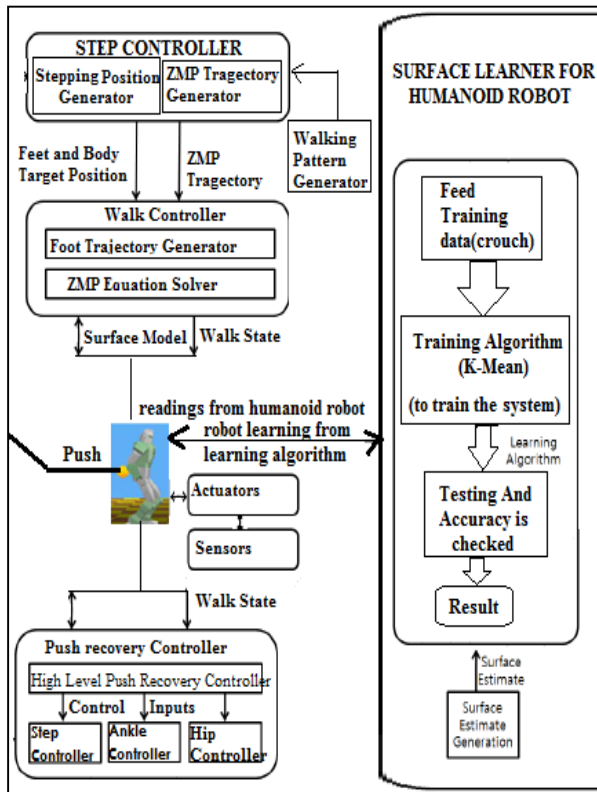 STEP CONTROLLER
Stepping Position
Generator
ZMP Tragectory
Generator
Feet and Body
Target Position
ZMP
Tragectory
Walking
Pattern
Generator
Walk Controller
Foot Trajectory Generator
ZMP Equation Solver
Surface Model
Walk State
readings from humanoid robot
robot learning from
learning algorithm
Push
Actuators
Sensors
Walk State
Push recovery Controller
High Level Push Recovery Controller
Control
Inputs
Step
Controller
Ankle
Controller
Hip
Controller
SURFACE LEARNER FOR
HUMANOID ROBOT
Feed
Training
data(crouch)
Training Algorithm
(K-Mean)
(to train the system)
Learning
Algorithm
Testing And
Accuracy is
checked
Result
Surface
Estimate
Surface
Estimate
Generation